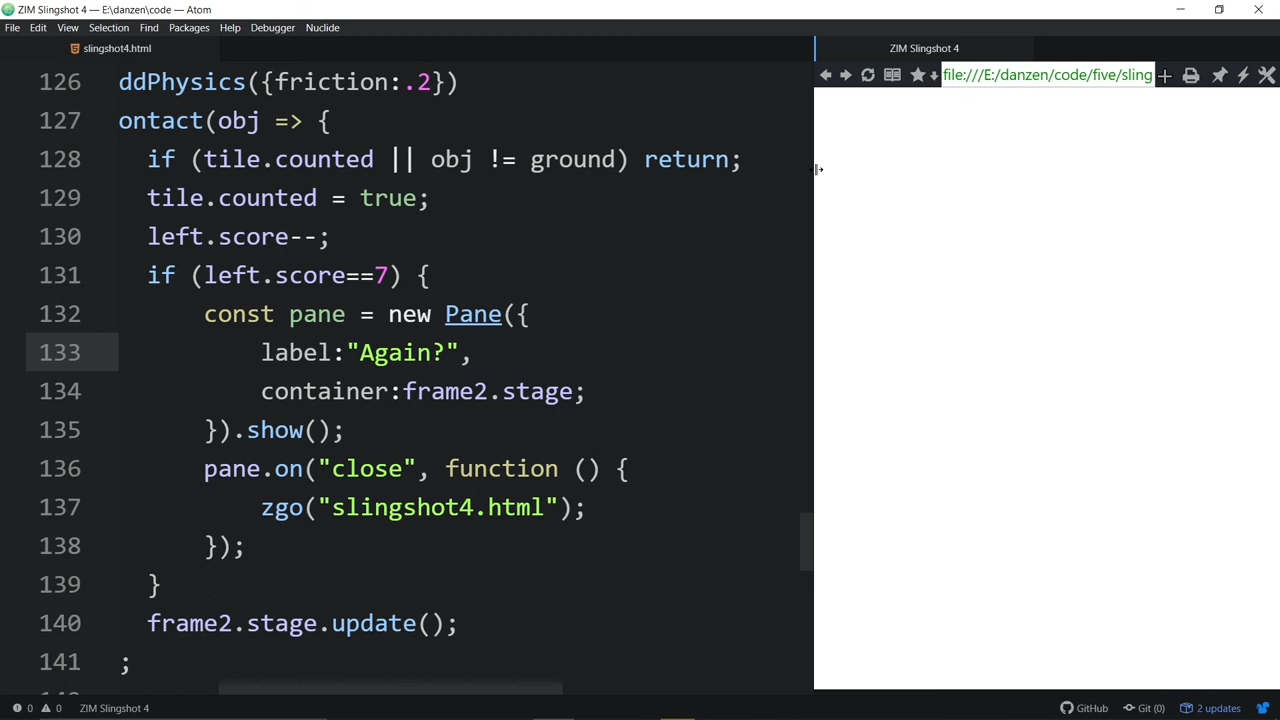 ZIM Slingshot 4 — E:\danzen\code — Atom
File Edit View Selection Find Packages Help Debugger Nuclide
slingshot4.html
ZIM Slingshot 4
file:///E:/danzen/code/five/sling
126 ddPhysics({friction:.2})
127 ontact(obj => {
128 if (tile.counted || obj != ground) return;
129 tile.counted = true;
130 left.score--;
131 if (left.score==7) {
132 const pane = new Pane({
133 label:"Again?",
134 container:frame2.stage;
135 }).show();
136 pane.on("close", function () {
137 zgo("slingshot4.html");
138 });
139 }
140 frame2.stage.update();
141 ;
0 0 ZIM Slingshot 4
GitHub Git (0) 2 updates